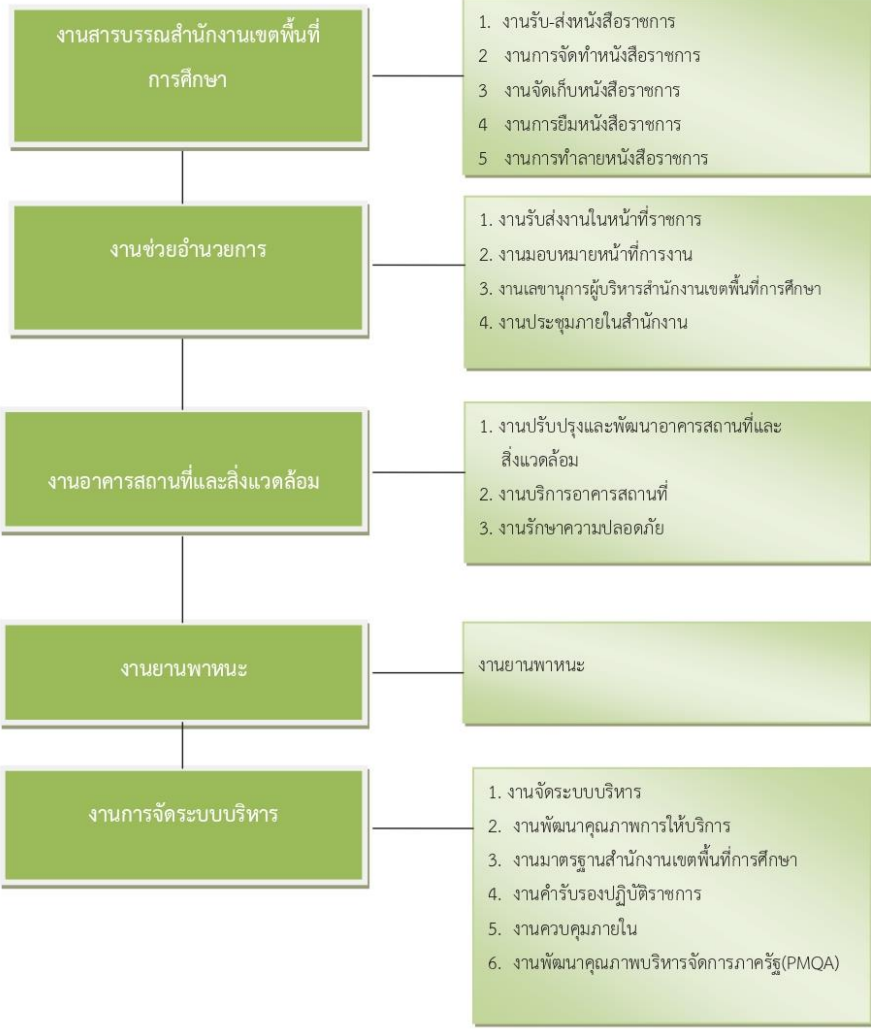 งานสารบรรณสำนักงานเขตพื้นที่
การศึกษา
1. งานรับ-ส่งหนังสือราชการ
2 งานการจัดทำหนังสือราชการ
3 งานจัดเก็บหนังสือราชการ
4 งานการยืมหนังสือราชการ
5 งานการทำลายหนังสือราชการ
งานช่วยอำนวยการ
1. งานรับส่งงานในหน้าที่ราชการ
2. งานมอบหมายหน้าที่การงาน
3. งานเลขานุการผู้บริหารสำนักงานเขตพื้นที่การศึกษา
4. งานประชุมภายในสำนักงาน
งานอาคารสถานที่และสิ่งแวดล้อม
1. งานปรับปรุงและพัฒนาอาคารสถานที่และ
สิ่งแวดล้อม
2. งานบริการอาคารสถานที่
3. งานรักษาความปลอดภัย
งานยานพาหนะ
งานยานพาหนะ
งานการจัดระบบบริหาร
1. งานจัดระบบบริหาร
2. งานพัฒนาคุณภาพการให้บริการ
3. งานมาตรฐานสำนักงานเขตพื้นที่การศึกษา
4. งานคำรับรองปฏิบัติราชการ
5. งานควบคุมภายใน
6. งานพัฒนาคุณภาพบริหารจัดการภาครัฐ(PMQA)